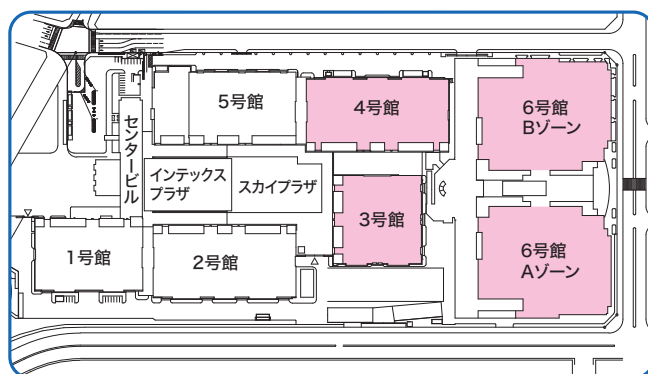 5号館
4号館
6号館
Bゾーン
センタービル
インテックス
プラザ
スカイプラザ
3号館
1号館
2号館
6号館
Aゾーン